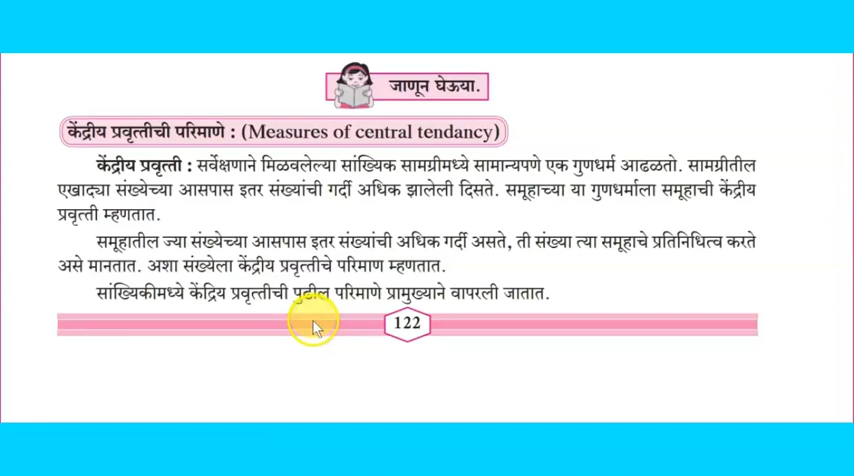 जाणून घेऊया.
केंद्रीय प्रवृत्तीची परिमाणे : (Measures of central tendancy)
केंद्रीय प्रवृत्ती : सर्वेक्षणाने मिळवलेल्या सांख्यिक सामग्रीमध्ये सामान्यपणे एक गुणधर्म आढळतो. सामग्रीतील
एखाद्या संख्येच्या आसपास इतर संख्यांची गर्दी अधिक झालेली दिसते. समूहाच्या या गुणधर्माला समूहाची केंद्रीय
प्रवृत्ती म्हणतात.
समूहातील ज्या संख्येच्या आसपास इतर संख्यांची अधिक गर्दी असते, ती संख्या त्या समूहाचे प्रतिनिधित्व करते
असे मानतात. अशा संख्येला केंद्रीय प्रवृत्तीचे परिमाण म्हणतात.
सांख्यिकीमध्ये केंद्रिय प्रवृत्तीची पुढील परिमाणे प्रामुख्याने वापरली जातात.
122